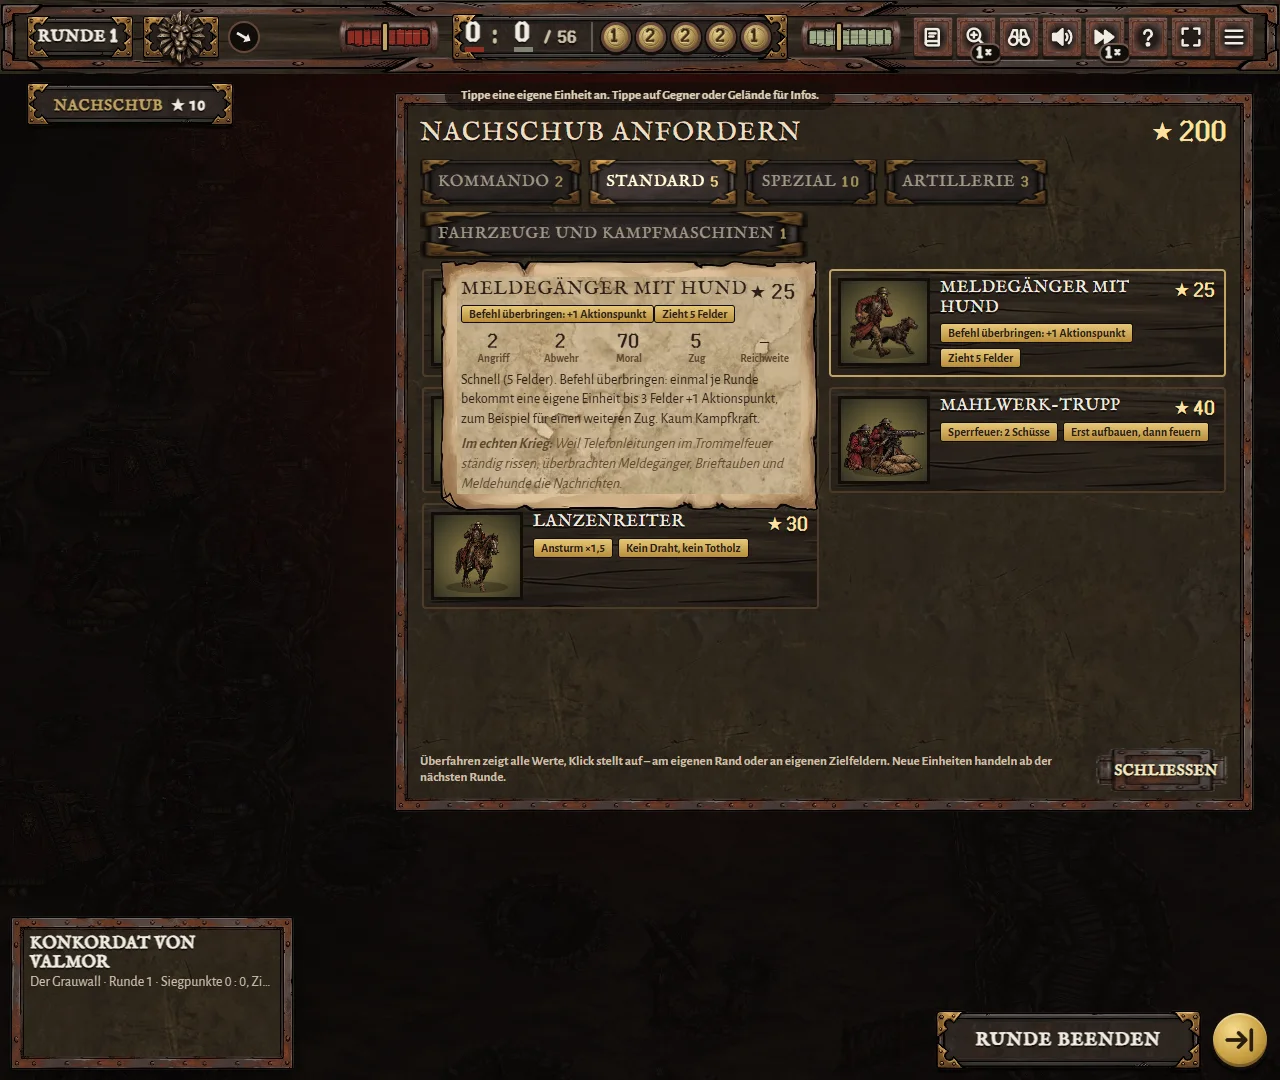 RUNDE 1
0 : 0 / 56
1 2 2 2 1
1×
1×
?
NACHSCHUB ★ 10
Tippe eine eigene Einheit an. Tippe auf Gegner oder Gelände für Infos.
NACHSCHUB ANFORDERN
★ 200
KOMMANDO 2
STANDARD 5
SPEZIAL 10
ARTILLERIE 3
FAHRZEUGE UND KAMPFMASCHINEN 1
MELDEGÄNGER MIT HUND ★ 25
Befehl überbringen: +1 Aktionspunkt
Zieht 5 Felder
2 2 70 5 –
Angriff Abwehr Moral Zug Reichweite
Schnell (5 Felder). Befehl überbringen: einmal je Runde
bekommt eine eigene Einheit bis 3 Felder +1 Aktionspunkt,
zum Beispiel für einen weiteren Zug. Kaum Kampfkraft.
Im echten Krieg: Weil Telefonleitungen im Trommelfeuer
ständig rissen, überbrachten Meldegänger, Brieftauben und
Meldehunde die Nachrichten.
MELDEGÄNGER MIT
HUND
★ 25
Befehl überbringen: +1 Aktionspunkt
Zieht 5 Felder
MAHLWERK-TRUPP
★ 40
Sperrfeuer: 2 Schüsse
Erst aufbauen, dann feuern
LANZENREITER
★ 30
Ansturm ×1,5
Kein Draht, kein Totholz
Überfahren zeigt alle Werte, Klick stellt auf – am eigenen Rand oder an eigenen Zielfeldern. Neue Einheiten handeln ab der
nächsten Runde.
SCHLIESSEN
KONKORDAT VON
VALMOR
Der Grauwall · Runde 1 · Siegpunkte 0 : 0, Zi...
RUNDE BEENDEN